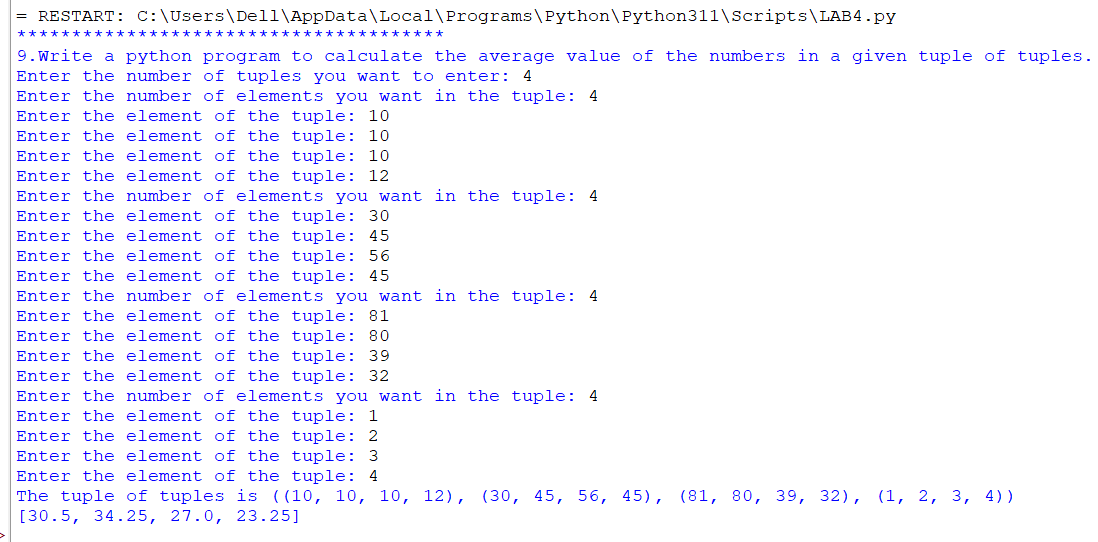 = RESTART: C:\Users\Dell\AppData\Local\Programs\Python\Python311\Scripts\LAB4.py
***************************************
9.Write a python program to calculate the average value of the numbers in a given tuple of tuples.
Enter the number of tuples you want to enter: 4
Enter the number of elements you want in the tuple: 4
Enter the element of the tuple: 10
Enter the element of the tuple: 10
Enter the element of the tuple: 10
Enter the element of the tuple: 12
Enter the number of elements you want in the tuple: 4
Enter the element of the tuple: 30
Enter the element of the tuple: 45
Enter the element of the tuple: 56
Enter the element of the tuple: 45
Enter the number of elements you want in the tuple: 4
Enter the element of the tuple: 81
Enter the element of the tuple: 80
Enter the element of the tuple: 39
Enter the element of the tuple: 32
Enter the number of elements you want in the tuple: 4
Enter the element of the tuple: 1
Enter the element of the tuple: 2
Enter the element of the tuple: 3
Enter the element of the tuple: 4
The tuple of tuples is ((10, 10, 10, 12), (30, 45, 56, 45), (81, 80, 39, 32), (1, 2, 3, 4))
[30.5, 34.25, 27.0, 23.25]
>